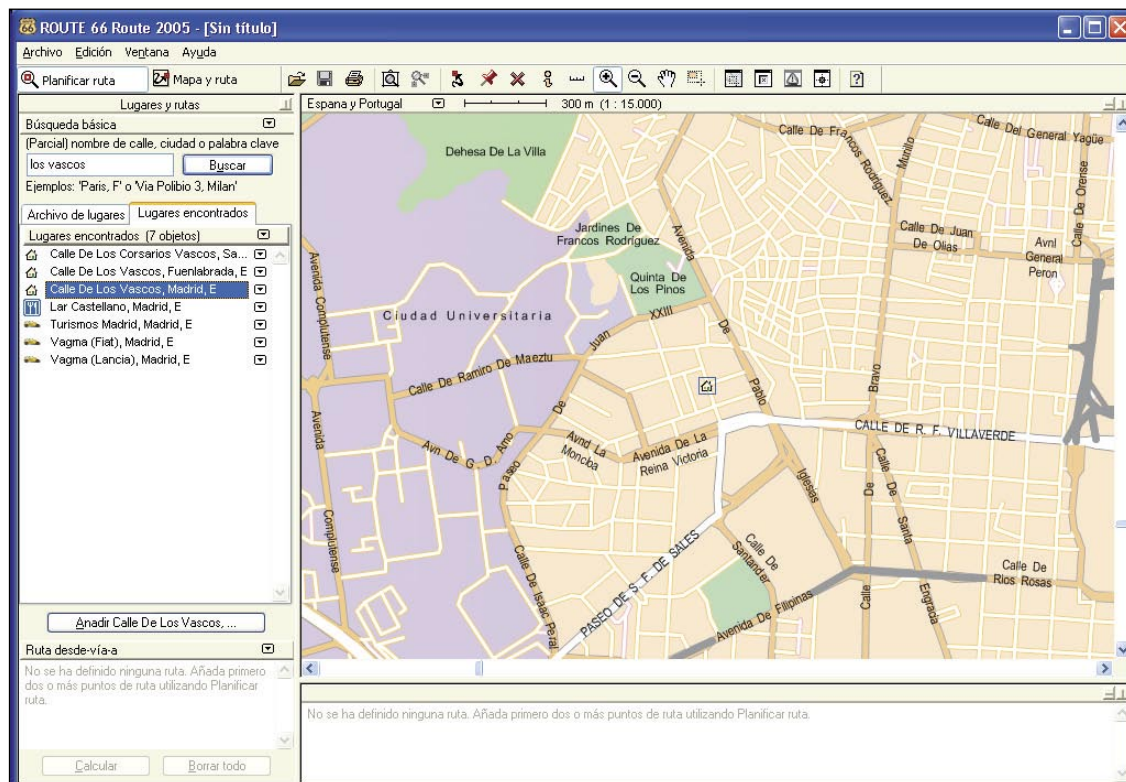 ROUTE 66 Route 2005 - [Sin título]
Archivo Edición Ventana Ayuda
Planificar ruta Mapa y ruta
Lugares y rutas
Búsqueda básica
(Parcial) nombre de calle, ciudad o palabra clave
los vascos Buscar
Ejemplos: 'Paris, F' o 'Via Polibio 3, Milan'
Archivo de lugares Lugares encontrados
Lugares encontrados (7 objetos)
Calle De Los Corsarios Vascos, Sa...
Calle De Los Vascos, Fuenlabrada, E
Calle De Los Vascos, Madrid, E
Lar Castellano, Madrid, E
Turismos Madrid, Madrid, E
Vagma (Fiat), Madrid, E
Vagma (Lancia), Madrid, E
Anadir Calle De Los Vascos, ...
Ruta desde-vía-a
No se ha definido ninguna ruta. Añada primero
dos o más puntos de ruta utilizando Planificar
ruta.
Calcular Borrar todo
Espana y Portugal 300 m (1 : 15.000)
Dehesa De La Villa
Calle De Francos Rodríguez
Murillo
Calle Del General Yagüe
Calle De Orense
Jardines De
Francos Rodríguez
Avenida
Calle De Juan
De Olias
Avnl
General
Peron
Quinta De
Los Pinos
Avenida Complutense
Ciudad Universitaria
XXIII
De
Juan
Calle De Ramiro De Maeztu
Pablo
Bravo
De
CALLE DE R. F. VILLAVERDE
Avenida
Avn De G. D. Amo
Avnd La
Moncba
Avenida De La
Reina Victoria
Paseo
Iglesias
De
Calle De Santa
Complutense
PASEO DE S. F. DE SALES
Calle De
Santander
Calle De Isaac Peral
Calle De
Rios Rosas
Avenida De Filipinas
Calle
Engracia
No se ha definido ninguna ruta. Añada primero dos o más puntos de ruta utilizando Planificar ruta.